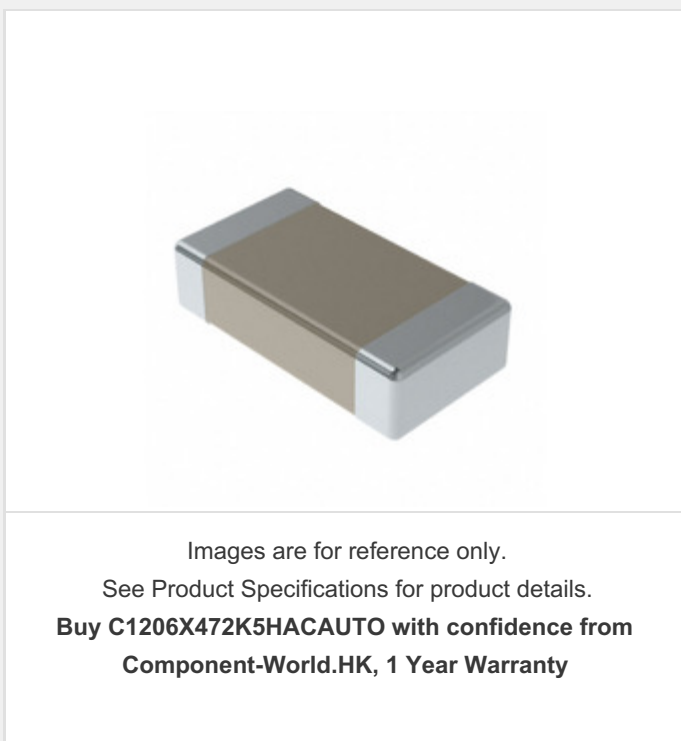 Images are for reference only.
See Product Specifications for product details.
Buy C1206X472K5HACAUTO with confidence from
Component-World.HK, 1 Year Warranty